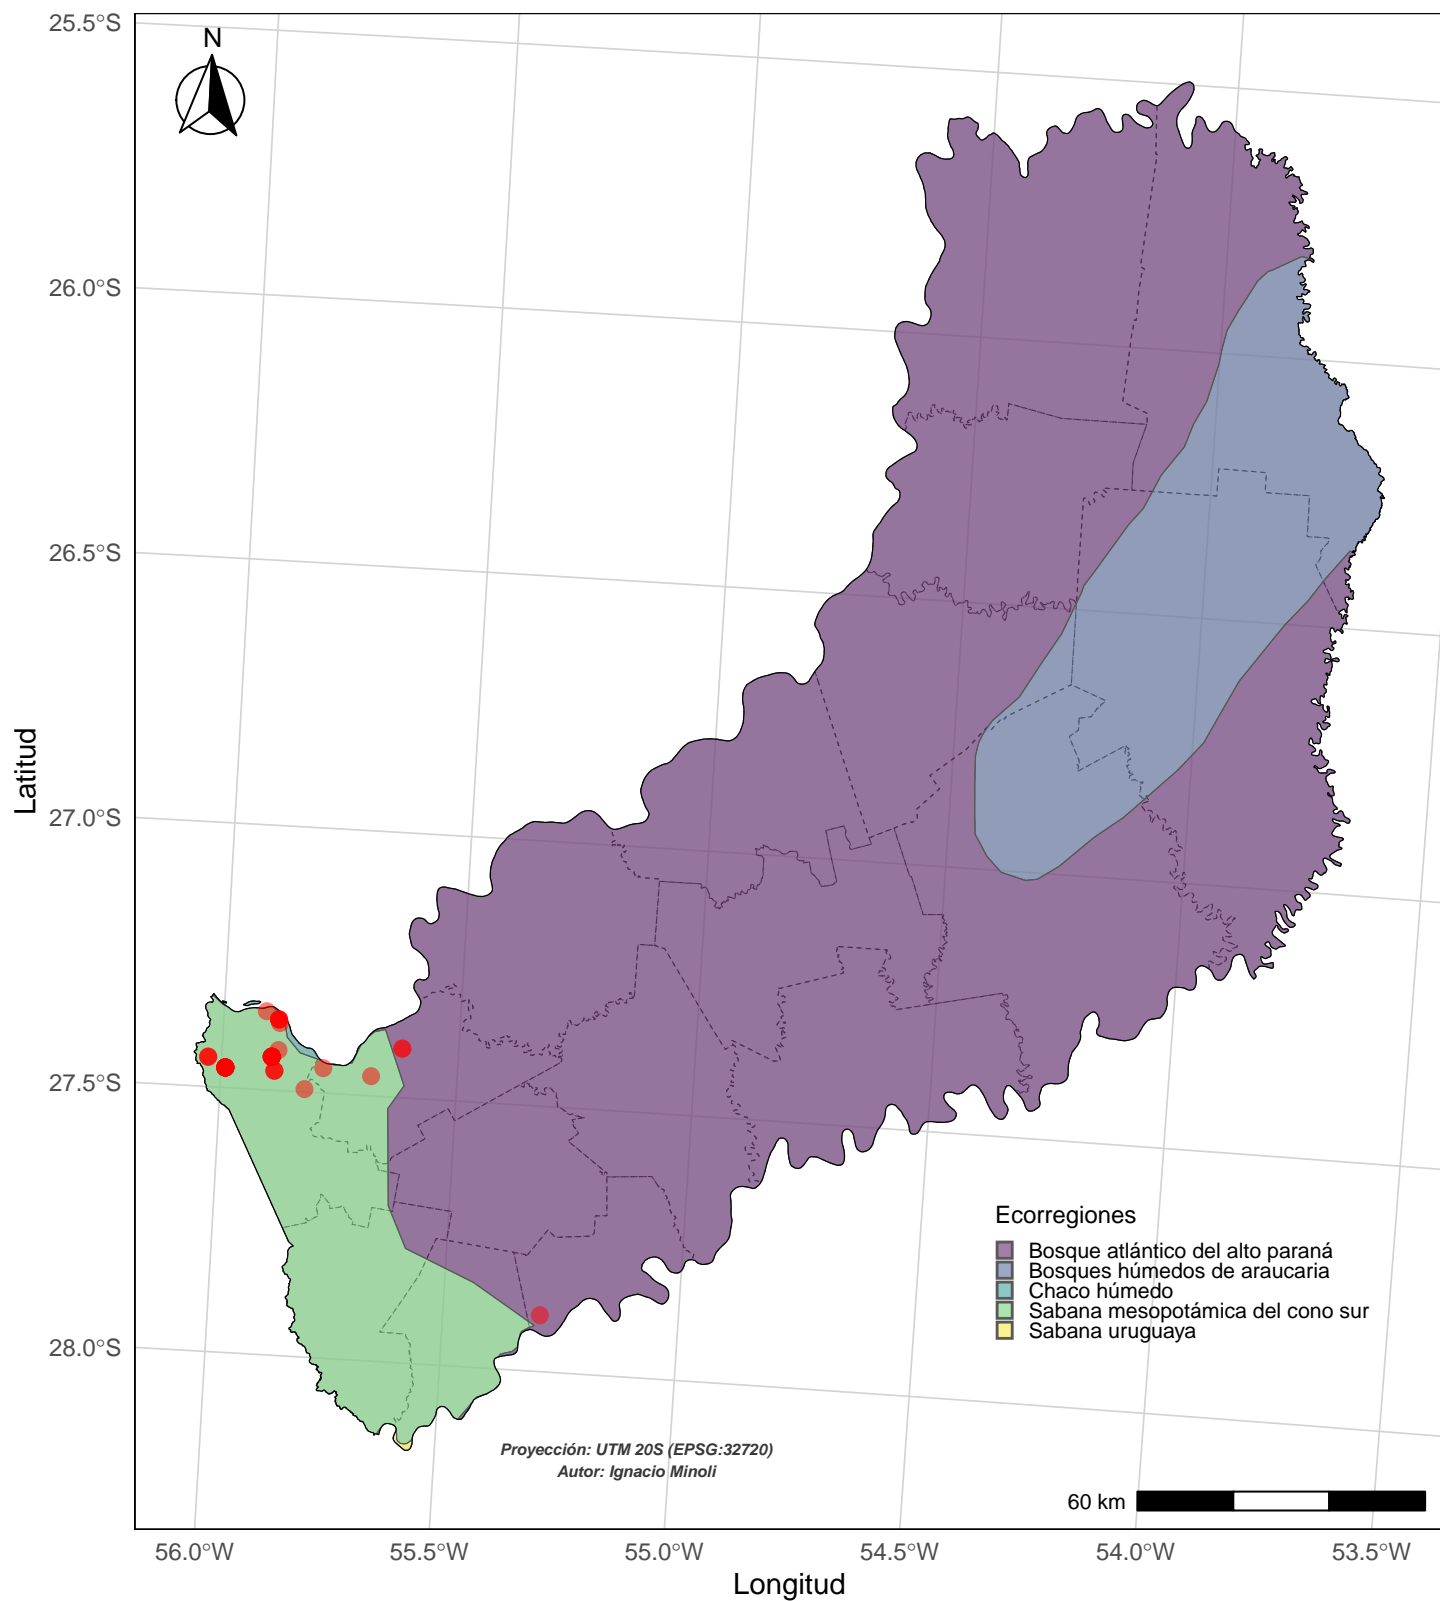 N
25.5°S
26.0°S
26.5°S
27.0°S
27.5°S
28.0°S
Latitud
Ecorregiones
Bosque atlántico del alto paraná
Bosques húmedos de araucaria
Chaco húmedo
Sabana mesopotámica del cono sur
Sabana uruguaya
Proyección: UTM 20S (EPSG:32720)
Autor: Ignacio Minoli
60 km
56.0°W
55.5°W
55.0°W
54.5°W
54.0°W
53.5°W
Longitud